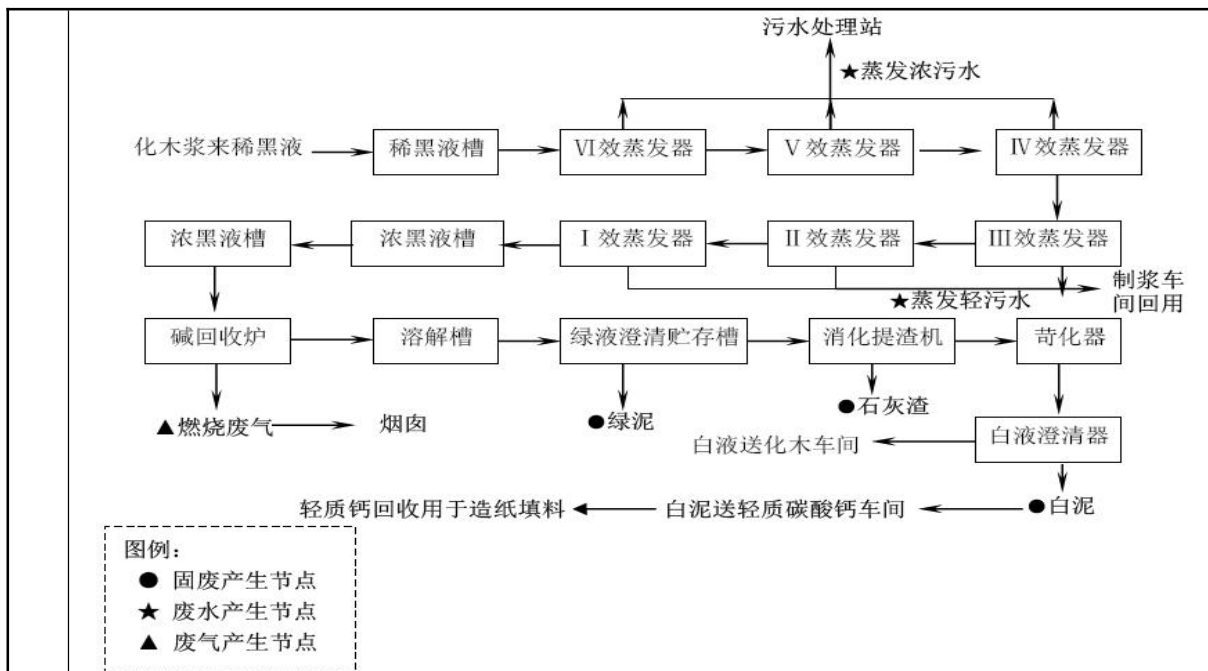 污水处理站
★蒸发浓污水
化木浆来稀黑液
稀黑液槽
Ⅵ效蒸发器
Ⅴ效蒸发器
Ⅳ效蒸发器
浓黑液槽
浓黑液槽
Ⅰ效蒸发器
Ⅱ效蒸发器
Ⅲ效蒸发器
★蒸发轻污水
制浆车
间回用
碱回收炉
溶解槽
绿液澄清贮存槽
消化提渣机
苛化器
▲燃烧废气
烟囱
●绿泥
●石灰渣
白液送化木车间
白液澄清器
轻质钙回收用于造纸填料
白泥送轻质碳酸钙车间
●白泥
图例：
● 固废产生节点
★ 废水产生节点
▲ 废气产生节点